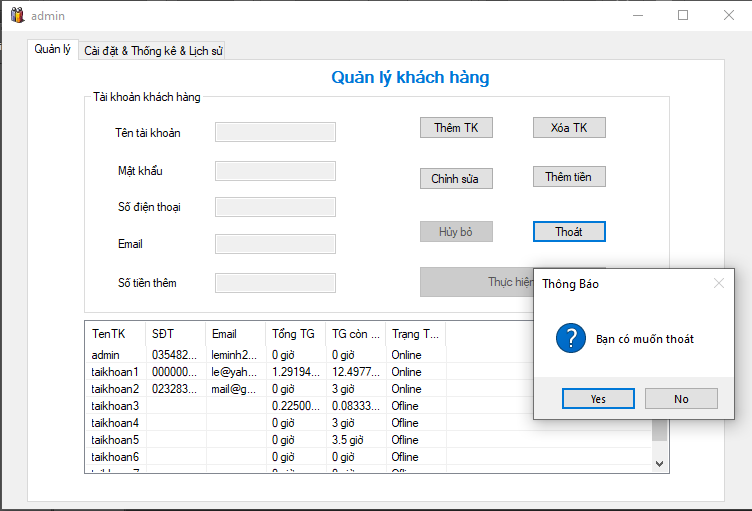 admin
Quản lý
Cài đặt & Thống kê & Lịch sử
Quản lý khách hàng
Tài khoản khách hàng
Tên tài khoản
Thêm TK
Xóa TK
Mật khẩu
Chỉnh sửa
Thêm tiền
Số điện thoại
Hủy bỏ
Thoát
Email
Số tiền thêm
Thực hiện
Thông Báo
Bạn có muốn thoát
Yes
No
TenTK SĐT Email Tổng TG TG còn ... Trạng T...
admin 035482... leminh2... 0 giờ 0 giờ Online
taikhoan1 000000... le@yah... 1.29194... 12.4977... Online
taikhoan2 023283... mail@g... 0 giờ 3 giờ Online
taikhoan3 0.22500... 0.08333... Ofline
taikhoan4 0 giờ 3 giờ Ofline
taikhoan5 0 giờ 3.5 giờ Ofline
taikhoan6 0 giờ 0 giờ Ofline